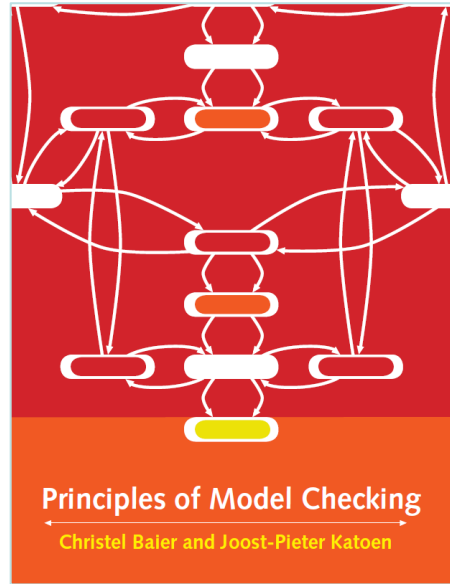 Principles of Model Checking
Christel Baier and Joost-Pieter Katoen